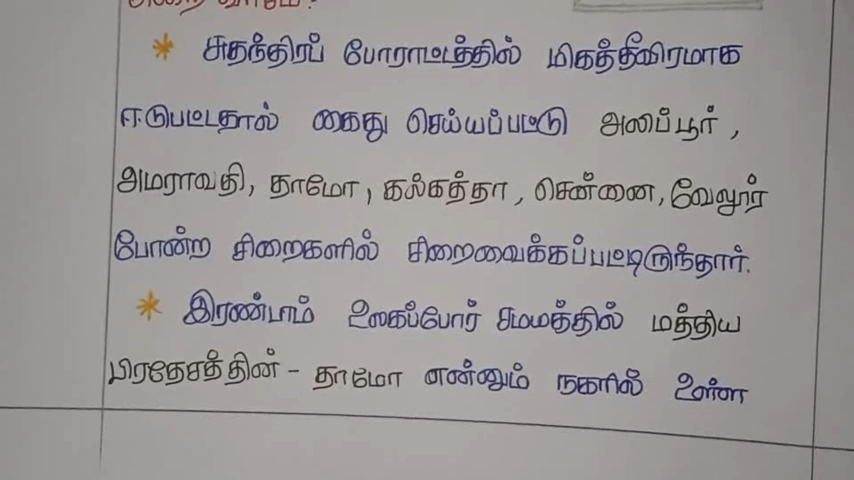 சுதந்திரப் போராட்டத்தில் மிகத்தீவிரமாக
ஈடுபட்டதால் கைது செய்யப்பட்டு அலிப்பூர் ,
அமராவதி, தாமோ, கல்கத்தா, சென்னை, வேலூர்
போன்ற சிறைகளில் சிறைவைக்கப்பட்டிருந்தார்.
இரண்டாம் உலகப்போர் சமயத்தில் மத்திய
பிரதேசத்தின் - தாமோ என்னும் நகரில் உள்ள